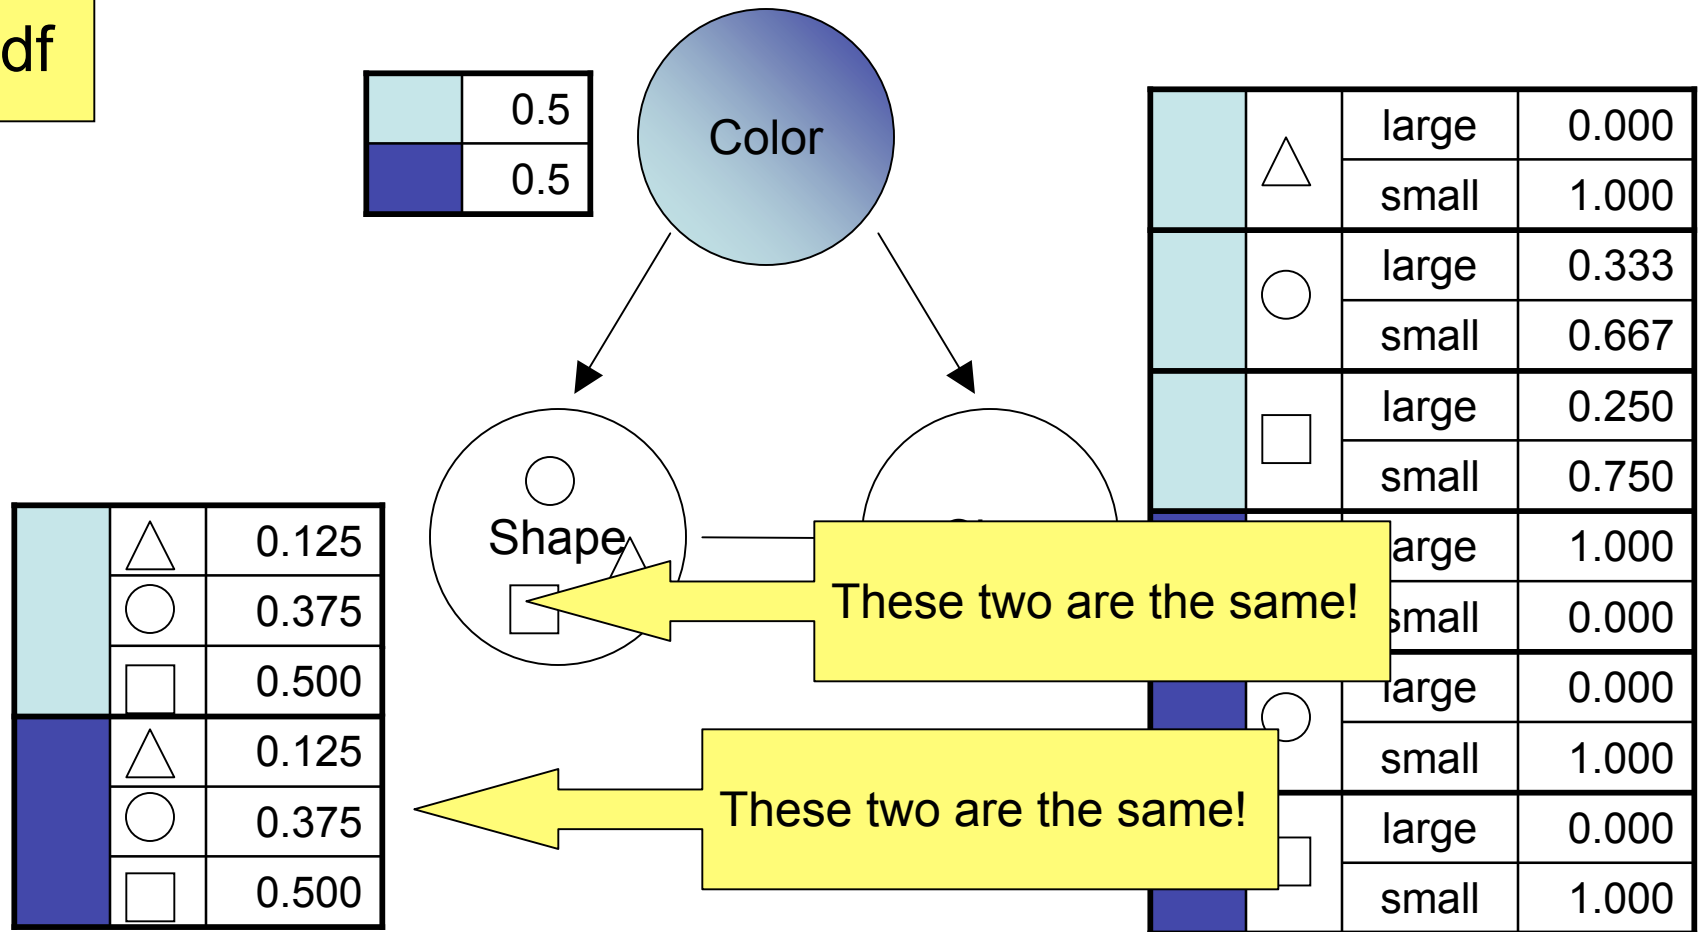 df
0.5
0.5
Color
large 0.000
small 1.000
large 0.333
small 0.667
large 0.250
small 0.750
arge 1.000
small 0.000
large 0.000
small 1.000
large 0.000
small 1.000
Shape
0.125
0.375
0.500
0.125
0.375
0.500
These two are the same!
These two are the same!